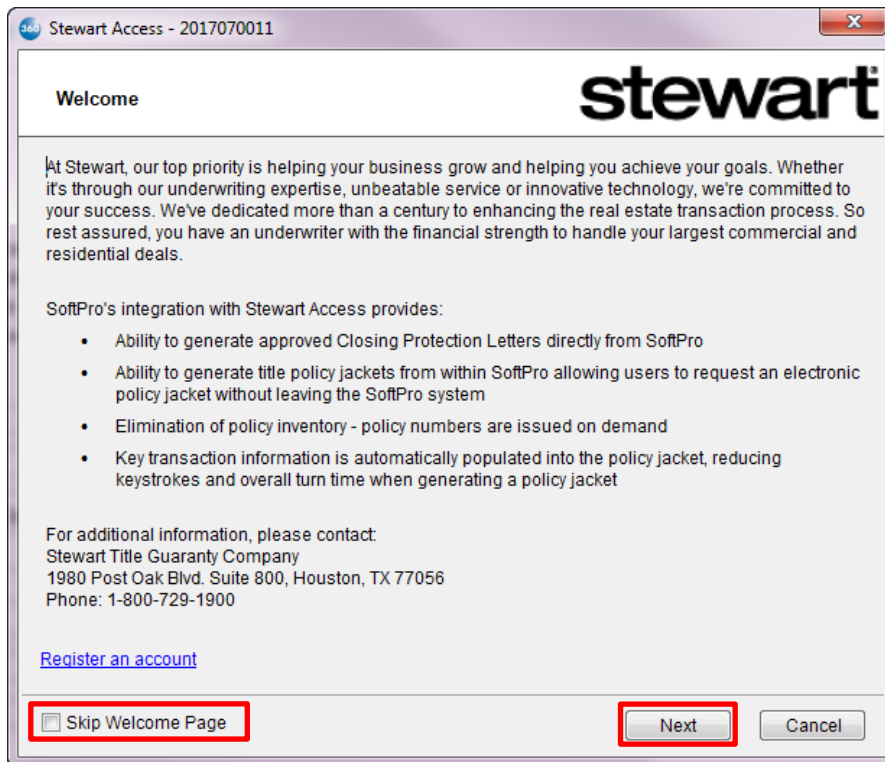 360 Stewart Access - 2017070011
X
Welcome
stewart
At Stewart, our top priority is helping your business grow and helping you achieve your goals. Whether
it's through our underwriting expertise, unbeatable service or innovative technology, we're committed to
your success. We've dedicated more than a century to enhancing the real estate transaction process. So
rest assured, you have an underwriter with the financial strength to handle your largest commercial and
residential deals.
SoftPro's integration with Stewart Access provides:
• Ability to generate approved Closing Protection Letters directly from SoftPro
• Ability to generate title policy jackets from within SoftPro allowing users to request an electronic
policy jacket without leaving the SoftPro system
• Elimination of policy inventory - policy numbers are issued on demand
• Key transaction information is automatically populated into the policy jacket, reducing
keystrokes and overall turn time when generating a policy jacket
For additional information, please contact:
Stewart Title Guaranty Company
1980 Post Oak Blvd. Suite 800, Houston, TX 77056
Phone: 1-800-729-1900
Register an account
Skip Welcome Page
Next
Cancel